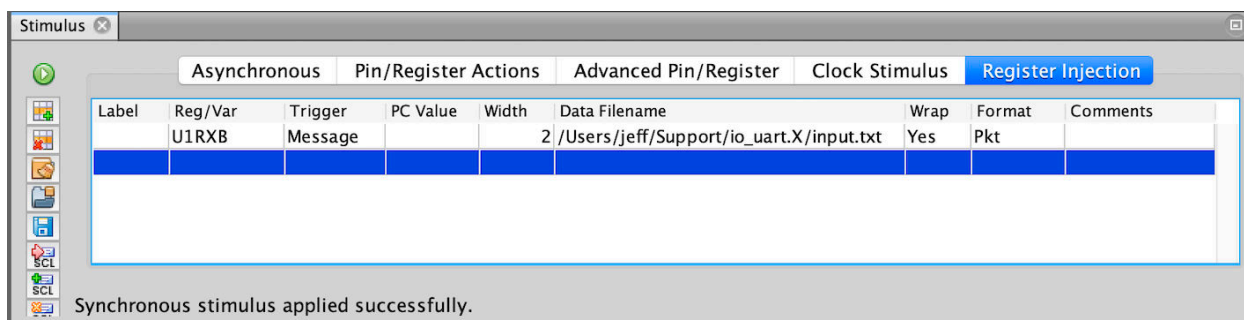 Stimulus
Asynchronous Pin/Register Actions Advanced Pin/Register Clock Stimulus Register Injection
Label Reg/Var Trigger PC Value Width Data Filename Wrap Format Comments
U1RXB Message 2 /Users/jeff/Support/io_uart.X/input.txt Yes Pkt
SCL
SCL
Synchronous stimulus applied successfully.